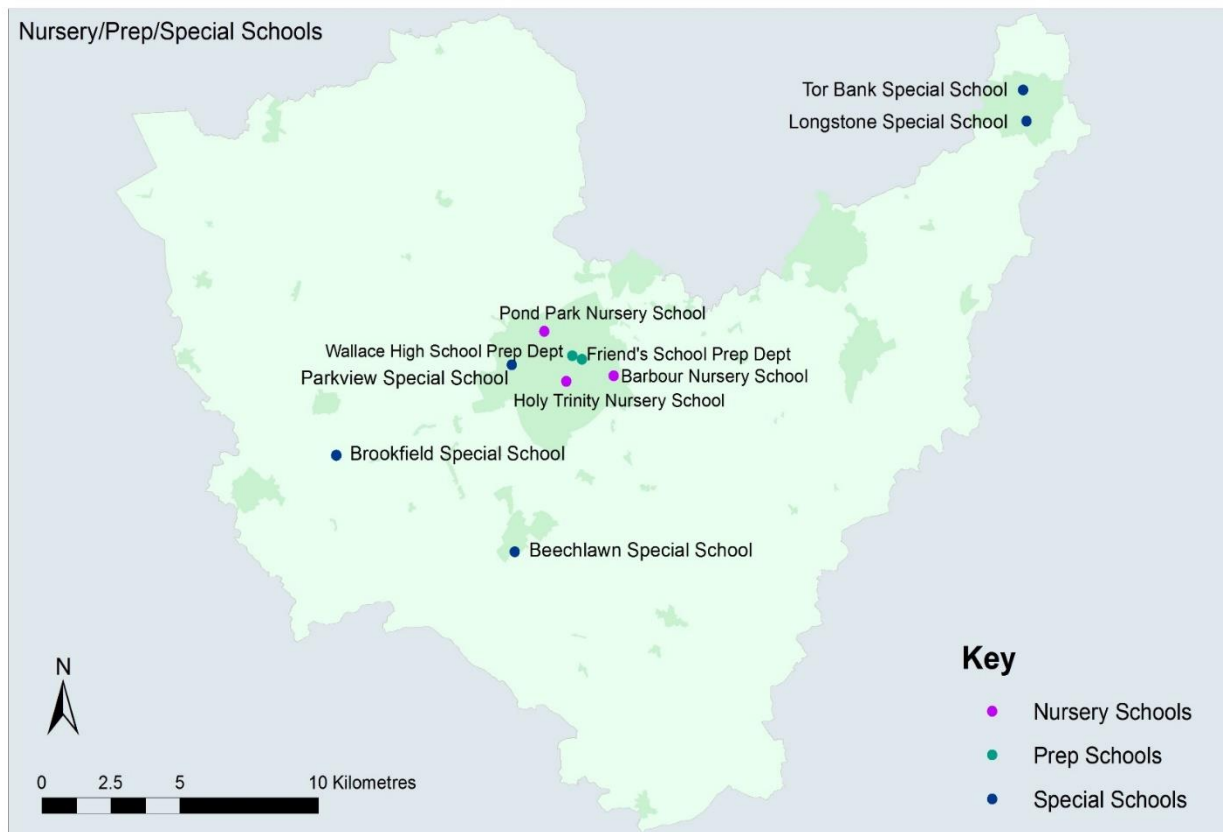 Nursery/Prep/Special Schools
Tor Bank Special School
Longstone Special School
Pond Park Nursery School
Wallace High School Prep Dept
Friend's School Prep Dept
Parkview Special School
Barbour Nursery School
Holy Trinity Nursery School
Brookfield Special School
Beechlawn Special School
N
0 2.5 5 10 Kilometres
Key
Nursery Schools
Prep Schools
Special Schools